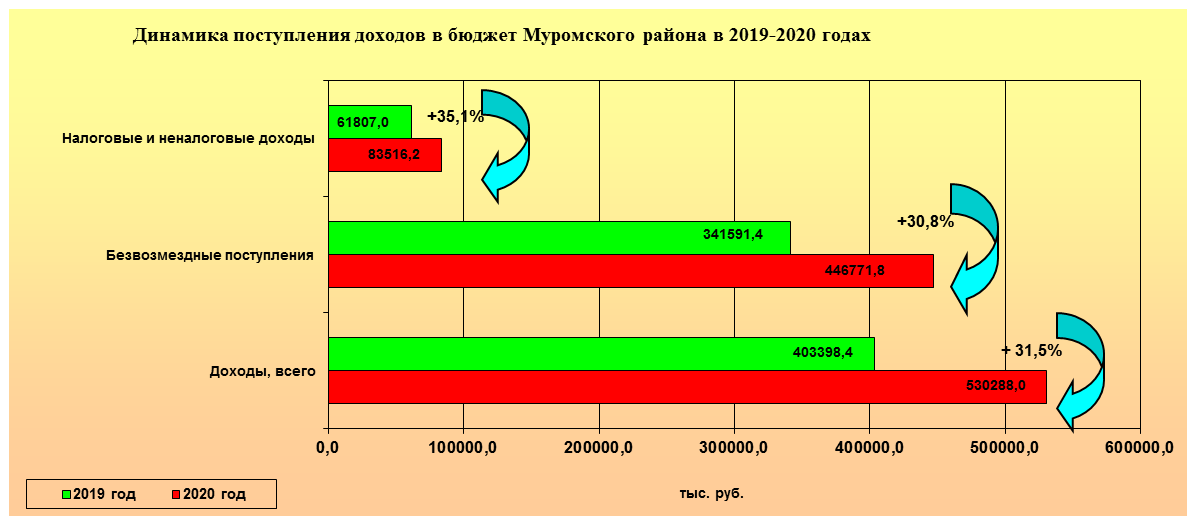 Динамика поступления доходов в бюджет Муромского района в 2019-2020 годах
Налоговые и неналоговые доходы
61807,0
+35,1%
83516,2
Безвозмездные поступления
341591,4
+30,8%
446771,8
Доходы, всего
403398,4
+ 31,5%
530288,0
0,0 100000,0 200000,0 300000,0 400000,0 500000,0 600000,0
2019 год 2020 год
тыс. руб.